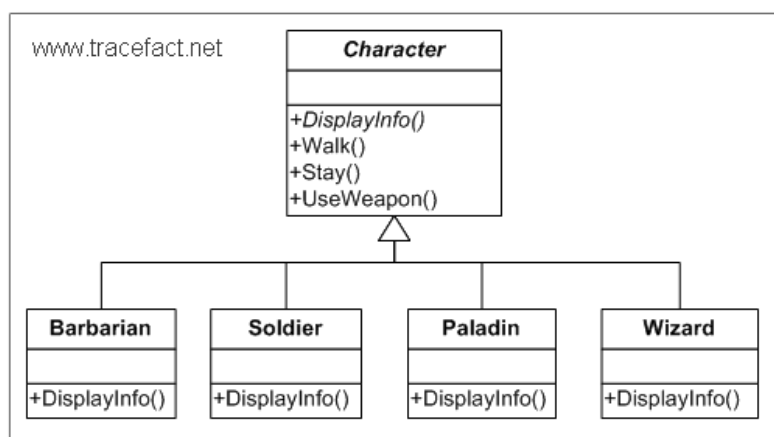 www.tracefact.net
Character
+DisplayInfo()
+Walk()
+Stay()
+UseWeapon()
Barbarian
+DisplayInfo()
Soldier
+DisplayInfo()
Paladin
+DisplayInfo()
Wizard
+DisplayInfo()